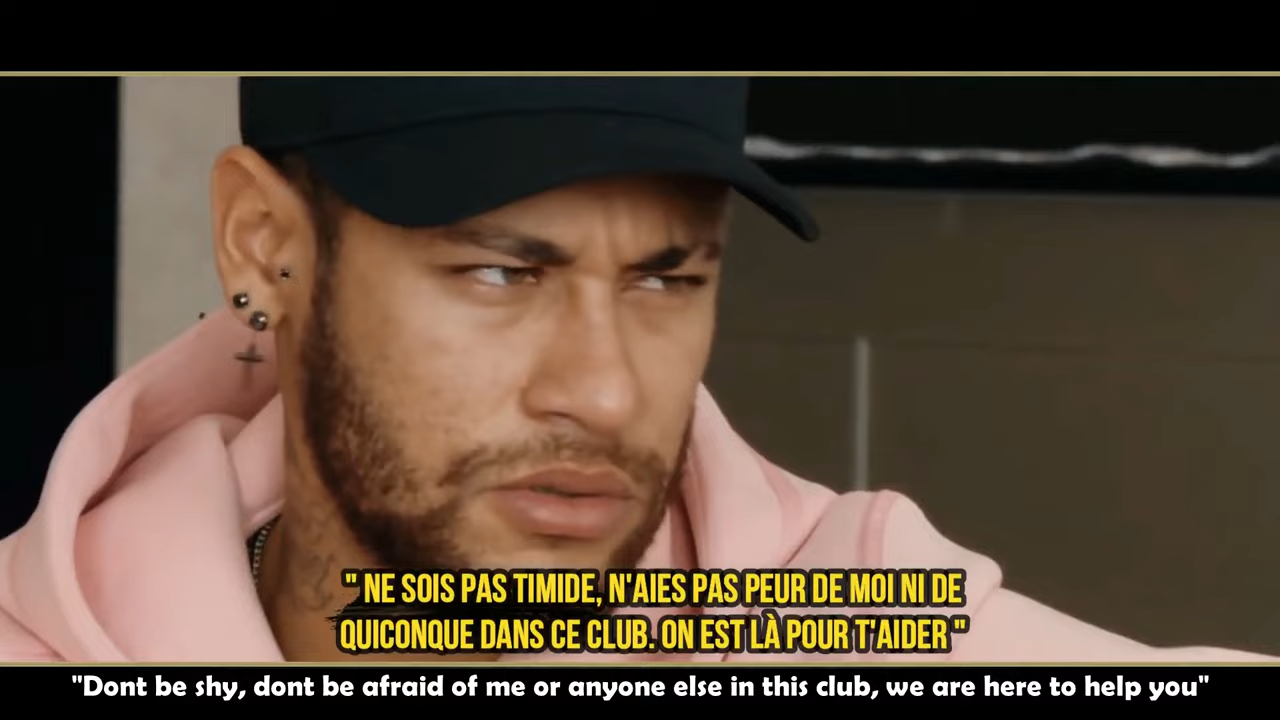 " NE SOIS PAS TIMIDE, N'AIES PAS PEUR DE MOI NI DE
QUICONQUE DANS CE CLUB. ON EST LÀ POUR T'AIDER "
"Dont be shy, dont be afraid of me or anyone else in this club, we are here to help you"